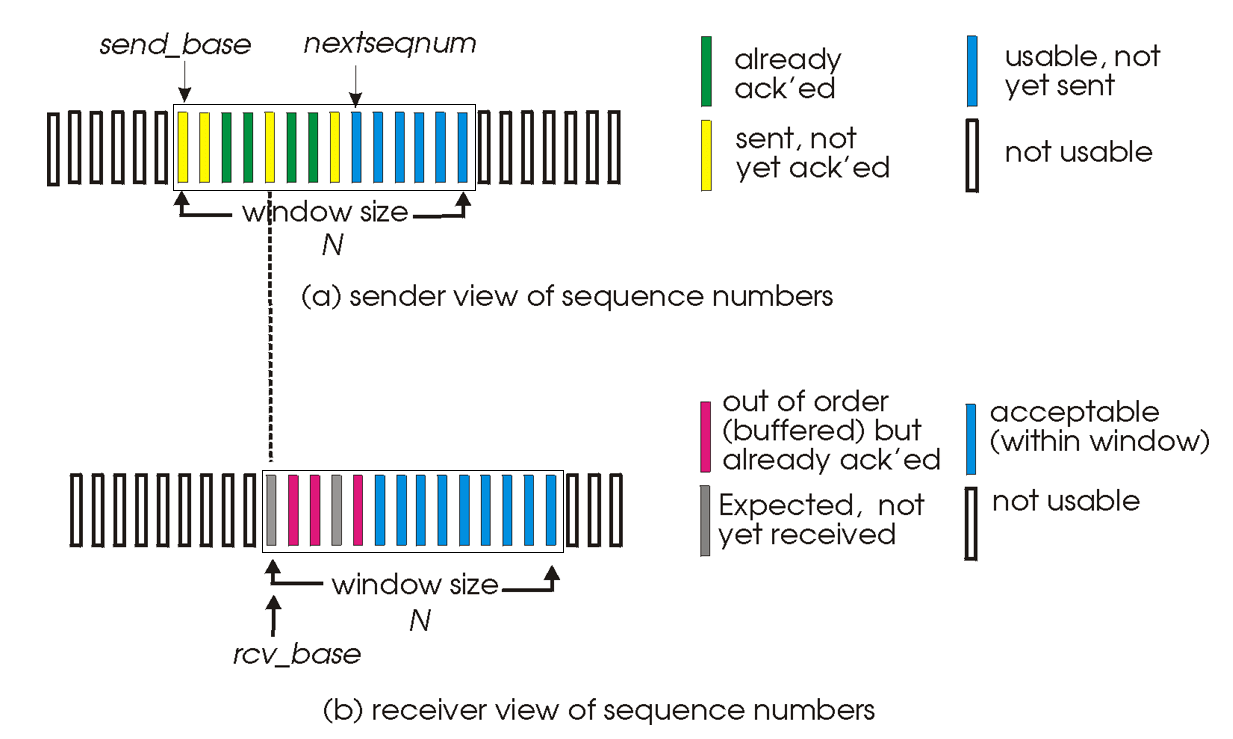 send_base
nextseqnum
already
ack'ed
usable, not
yet sent
sent, not
yet ack'ed
not usable
window size
N
(a) sender view of sequence numbers
out of order
(buffered) but
already ack'ed
acceptable
(within window)
Expected, not
yet received
not usable
window size
N
rcv_base
(b) receiver view of sequence numbers